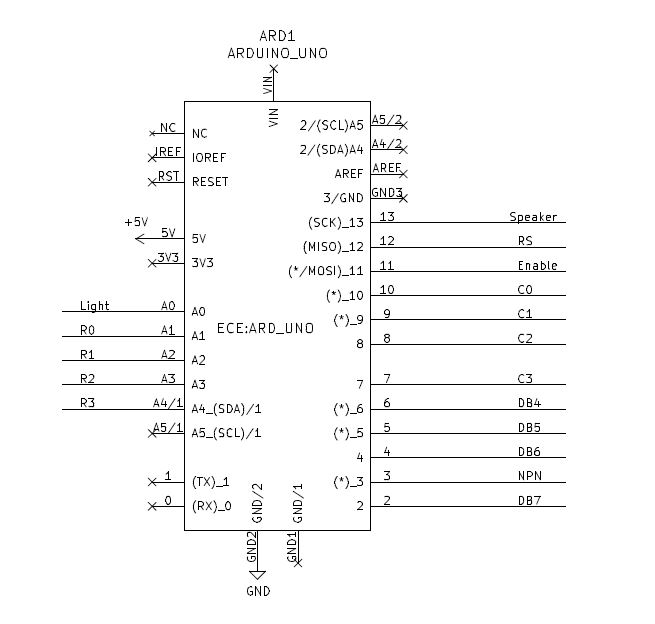 ARD1
ARDUINO_UNO
VIN
VIN
NC NC
IREF IOREF
RST RESET
+5V
5V 5V
3V3 3V3
Light A0 A0
R0 A1 A1
R1 A2 A2
R2 A3 A3
R3 A4/1 A4_(SDA)/1
A5/1 A5_(SCL)/1
1 (TX)_1
0 (RX)_0
ECE:ARD_UNO
2/(SCL)A5 A5/2
2/(SDA)A4 A4/2
AREF AREF
3/GND GND3
(SCK)_13 13 Speaker
(MISO)_12 12 RS
(*/MOSI)_11 11 Enable
(*)_10 10 C0
(*)_9 9 C1
8 8 C2
7 7 C3
(*)_6 6 DB4
(*)_5 5 DB5
4 4 DB6
(*)_3 3 NPN
2 2 DB7
GND/2 GND/1
GND2 GND1
GND